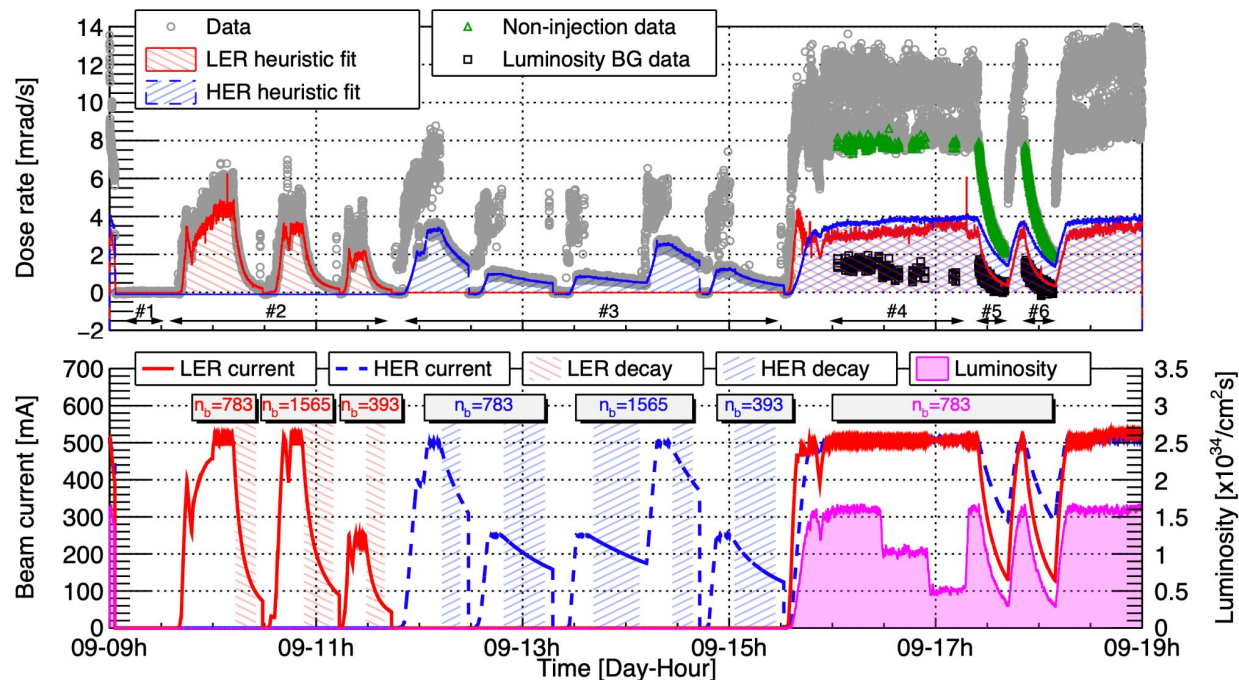 Data
LER heuristic fit
HER heuristic fit
Non-injection data
Luminosity BG data
Dose rate [mrad/s]
14
12
10
8
6
4
2
0
−2
#1
#2
#3
#4
#5
#6
LER current
HER current
LER decay
HER decay
Luminosity
n_b=783
n_b=1565
n_b=393
n_b=783
n_b=1565
n_b=393
n_b=783
Beam current [mA]
700
600
500
400
300
200
100
0
3.5
3
2.5
2
1.5
1
0.5
0
Luminosity [x10³⁴/cm²s]
09-09h
09-11h
09-13h
09-15h
09-17h
09-19h
Time [Day-Hour]